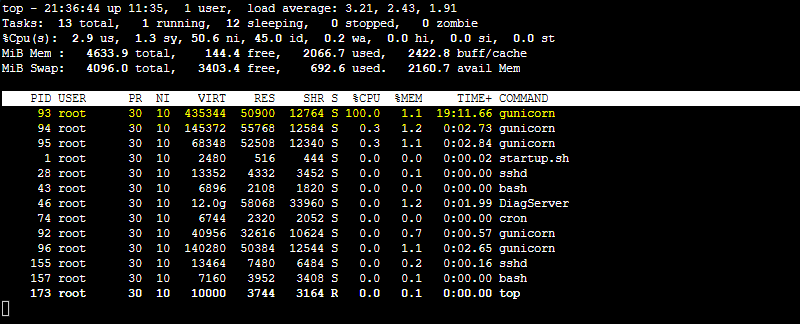 top - 21:36:44 up 11:35,  1 user,  load average: 3.21, 2.43, 1.91
Tasks:  13 total,   1 running,  12 sleeping,   0 stopped,   0 zombie
%Cpu(s):  2.9 us,  1.3 sy, 50.6 ni, 45.0 id,  0.2 wa,  0.0 hi,  0.0 si,  0.0 st
MiB Mem :   4633.9 total,    144.4 free,   2066.7 used,   2422.8 buff/cache
MiB Swap:   4096.0 total,   3403.4 free,    692.6 used.   2160.7 avail Mem
PID USER      PR  NI    VIRT    RES    SHR S  %CPU  %MEM     TIME+ COMMAND
93 root      30  10  435344  50900  12764 S 100.0   1.1  19:11.66 gunicorn
94 root      30  10  145372  55768  12584 S   0.3   1.2   0:02.73 gunicorn
95 root      30  10   68348  52508  12340 S   0.3   1.1   0:02.84 gunicorn
1 root      30  10    2480    516    444 S   0.0   0.0   0:00.02 startup.sh
28 root      30  10   13352   4332   3452 S   0.0   0.1   0:00.00 sshd
43 root      30  10    6896   2108   1820 S   0.0   0.0   0:00.00 bash
46 root      30  10   12.0g  58068  33960 S   0.0   1.2   0:01.99 DiagServer
74 root      30  10    6744   2320   2052 S   0.0   0.0   0:00.00 cron
92 root      30  10   40956  32616  10624 S   0.0   0.7   0:00.57 gunicorn
96 root      30  10  140280  50384  12544 S   0.0   1.1   0:02.65 gunicorn
155 root      30  10   13464   7480   6484 S   0.0   0.2   0:00.16 sshd
157 root      30  10    7160   3952   3408 S   0.0   0.1   0:00.00 bash
173 root      30  10   10000   3744   3164 R   0.0   0.1   0:00.00 top